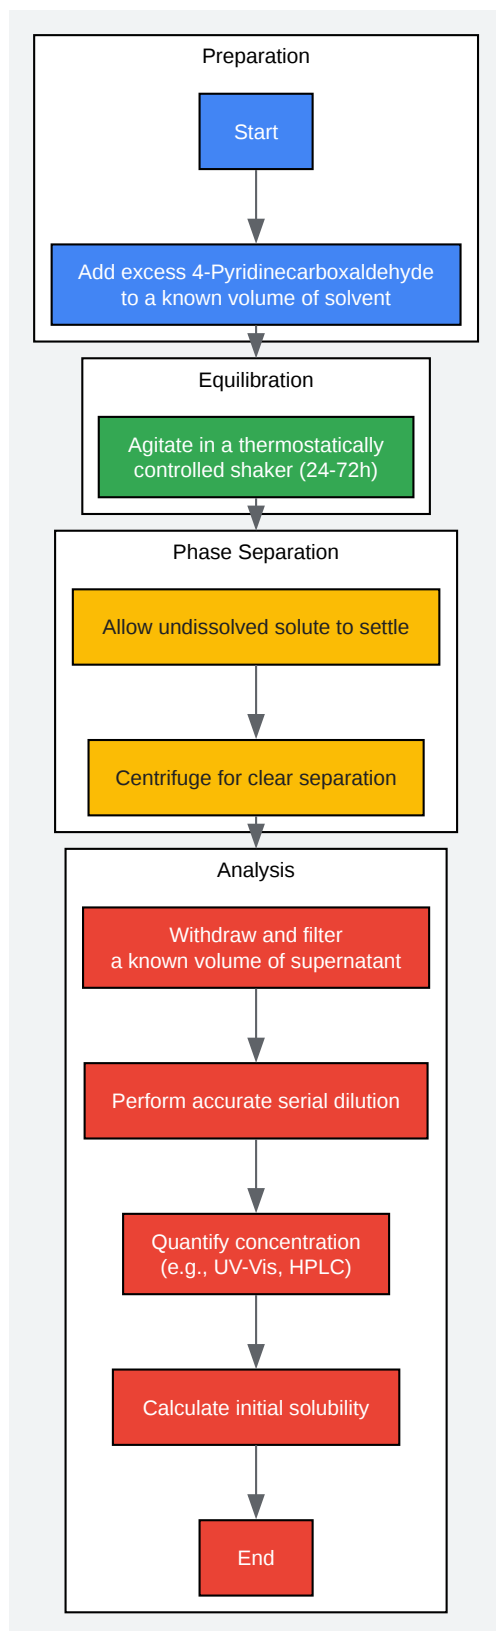 Preparation
Start
Add excess 4-Pyridinecarboxaldehyde
to a known volume of solvent
Equilibration
Agitate in a thermostatically
controlled shaker (24-72h)
Phase Separation
Allow undissolved solute to settle
Centrifuge for clear separation
Analysis
Withdraw and filter
a known volume of supernatant
Perform accurate serial dilution
Quantify concentration
(e.g., UV-Vis, HPLC)
Calculate initial solubility
End